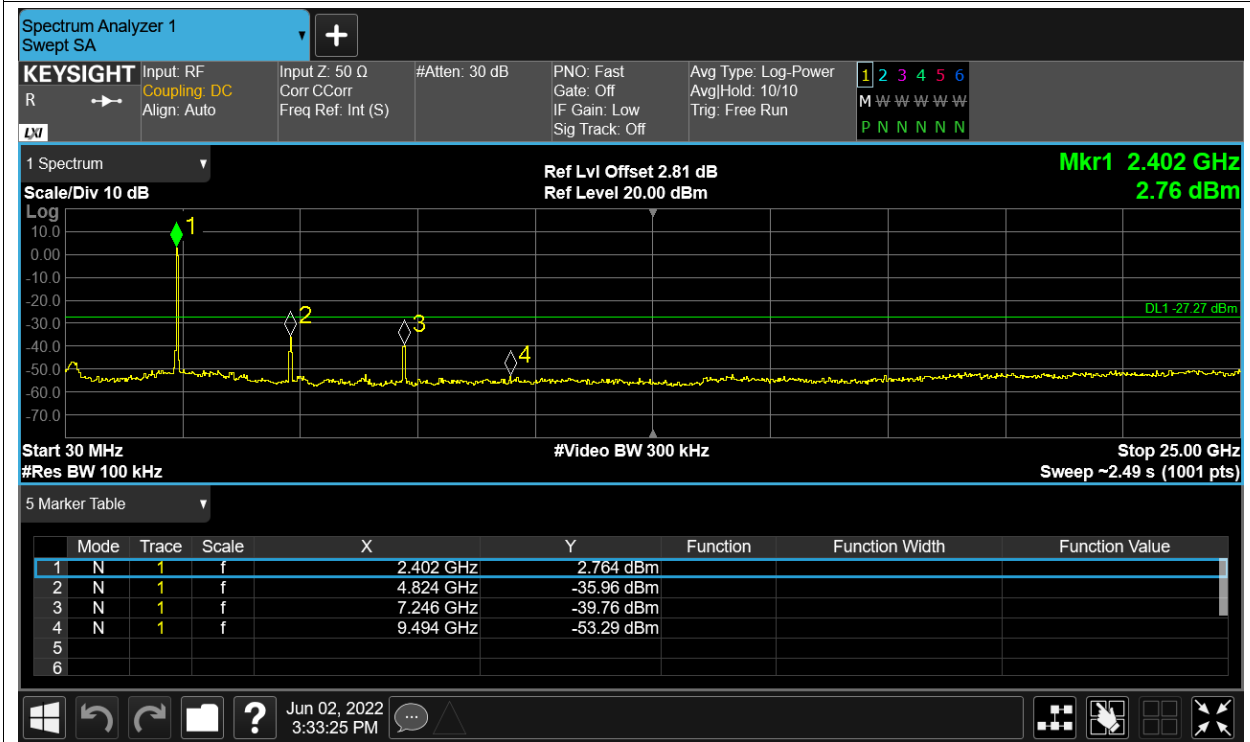 Spectrum Analyzer 1
Swept SA
+
KEYSIGHT Input: RF Input Z: 50 Ω #Atten: 30 dB PNO: Fast Avg Type: Log-Power 1 2 3 4 5 6
R Coupling: DC Corr CCorr Gate: Off Avg|Hold: 10/10 M W W W W W
Align: Auto Freq Ref: Int (S) IF Gain: Low Trig: Free Run
LXI Sig Track: Off P N N N N N
1 Spectrum
Ref Lvl Offset 2.81 dB Mkr1 2.402 GHz
Scale/Div 10 dB Ref Level 20.00 dBm 2.76 dBm
Log
1
10.0
0.00
-10.0
-20.0
DL1 -27.27 dBm
2
3
-30.0
-40.0
4
-50.0
-60.0
-70.0
Start 30 MHz #Video BW 300 kHz Stop 25.00 GHz
#Res BW 100 kHz Sweep ~2.49 s (1001 pts)
5 Marker Table
Mode Trace Scale X Y Function Function Width Function Value
1 N 1 f 2.402 GHz 2.764 dBm
2 N 1 f 4.824 GHz -35.96 dBm
3 N 1 f 7.246 GHz -39.76 dBm
4 N 1 f 9.494 GHz -53.29 dBm
5
6
? Jun 02, 2022
3:33:25 PM